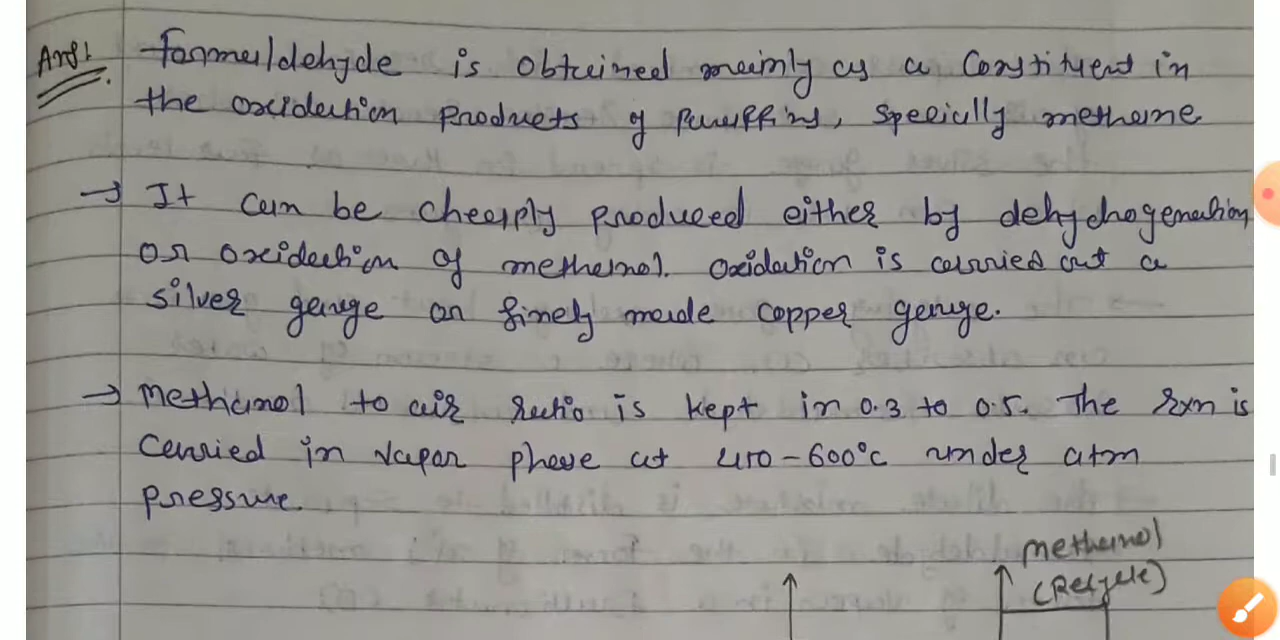 Ans:
Formaldehyde is obtained mainly as a constituent in
the oxidation products of paraffins, specially methane
→ It can be cheaply produced either by dehydrogenation
or oxidation of methanol. oxidation is carried out a
silver gauge or finely made copper gauge.
→ Methanol to air ratio is kept in 0.3 to 0.5. The rxn is
carried in vapor phase at 450-600°C under atm
pressure.
methanol
(Recycle)